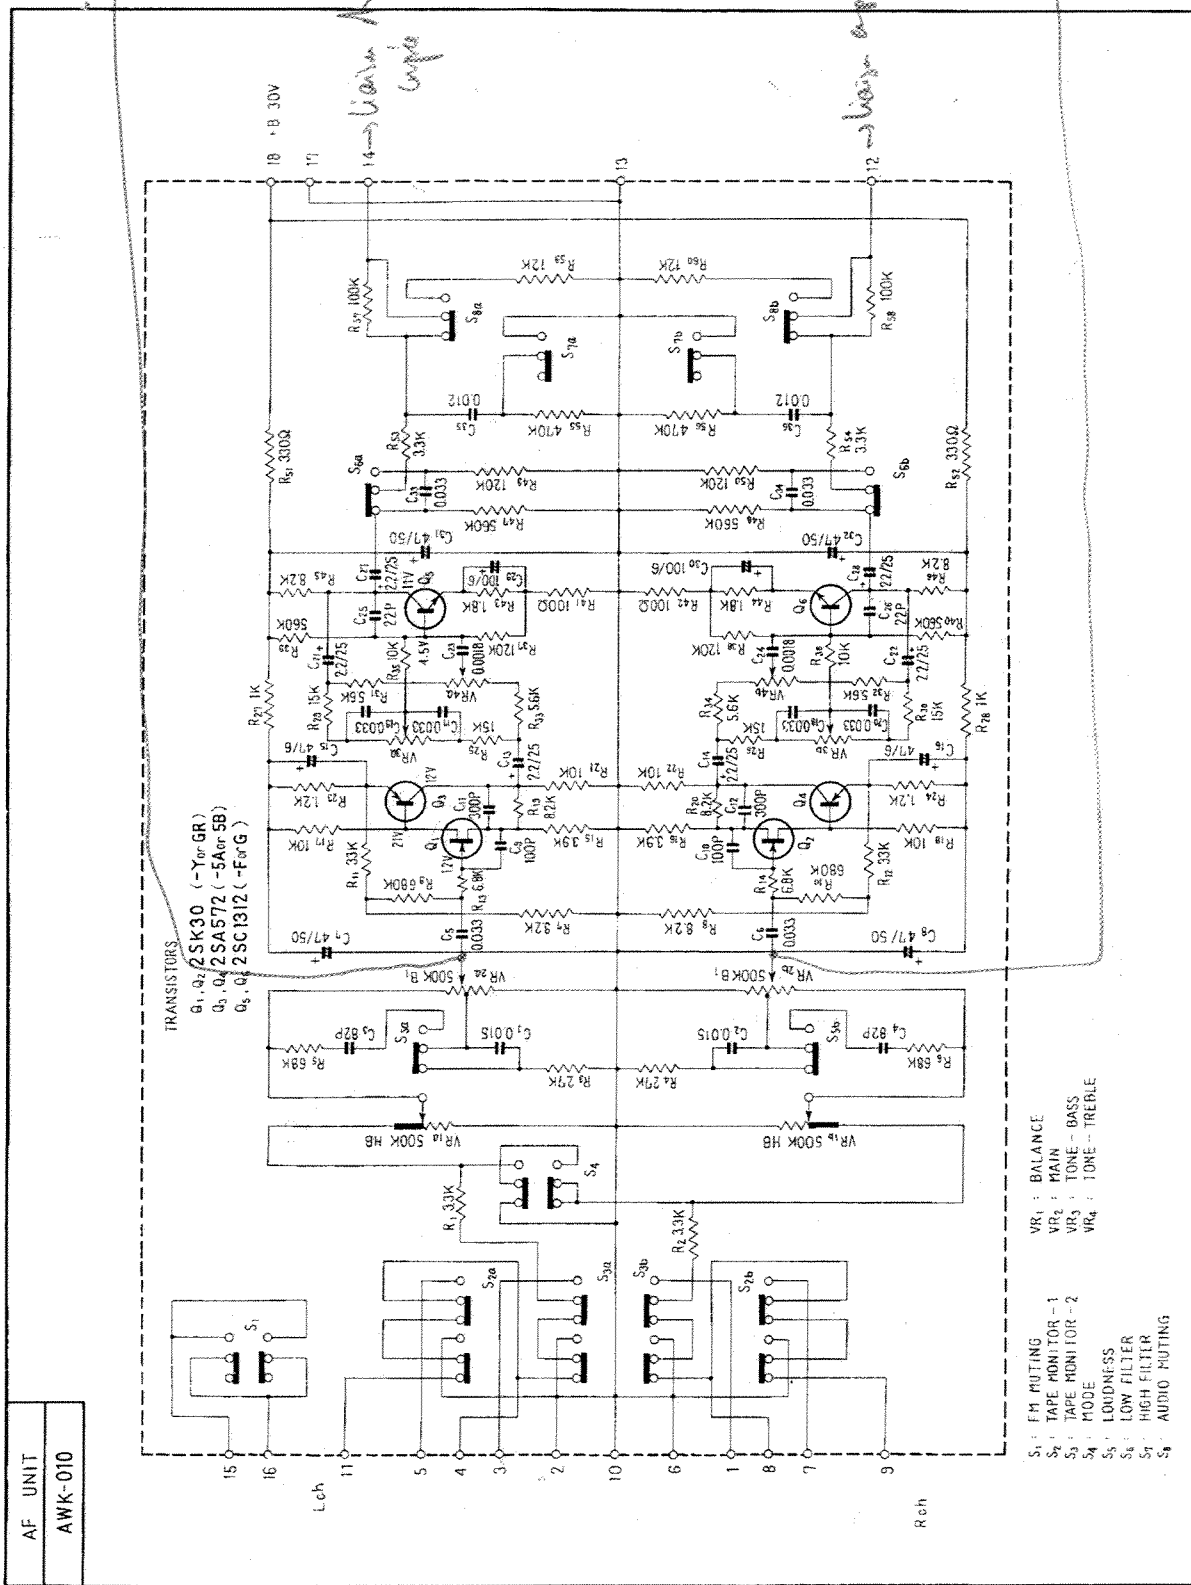 AF UNIT
AWK-010
TRANSISTORS
Q1, Q2 2SK30 (-Y or GR)
Q3, Q4 2SA572 (-5A or 5B)
Q5, Q6 2SC1312 (-F or G)
15
16
11
5
4
3
2
10
6
1
8
7
9
L ch
R ch
18 +B 30V
17
14 → liaison
13
12 → liaison
S1
S2a
S3a
S3b
S2b
S4
R1 33K
R2 33K
VR1a 500K HB
VR1b 500K HB
R5 68K
C3 82P
S5a
C1 0.015
R3 27K
R4 27K
C2 0.015
S5b
C4 82P
R6 68K
VR2a 500K B1
VR2b 500K B1
C7 47/50
C5 0.033
R7 8.2K
R8 8.2K
C6 0.033
C8 47/50
R11 33K
R9 680K
R13 6.8K
R14 6.8K
R10 680K
R12 33K
R17 10K
21V
Q1
12V
C9 100P
R15 3.9K
R16 3.9K
C10 100P
Q2
R18 10K
R23 1.2K
Q3
12V
C11 300P
R19 8.2K
R21 10K
R22 10K
R20 8.2K
C12 300P
Q4
R24 1.2K
C15 47/6
C13 2.2/25
C14 2.2/25
C16 47/6
R27 1K
R29 15K
VR3a
C19 0.033
C17 0.033
R25 15K
R26 15K
C18 0.033
C20 0.033
VR3b
R30 15K
R28 1K
R31 5.6K
VR4a
R33 5.6K
R34 5.6K
VR4b
R32 5.6K
R39 560K
C21 2.2/25
R35 10K
4.5V
C23 0.0018
R37 120K
R38 120K
C24 0.0018
R36 10K
C22 2.2/25
R40 560K
R45 8.2K
C25 22P
11V
Q5
R43 1.8K
C29 100/6
R41 100Ω
R42 100Ω
R44 1.8K
C30 100/6
Q6
C26 22P
R46 8.2K
C27 2.2/25
C31 47/50
C32 47/50
C28 2.2/25
R51 330Ω
S6a
C33 0.033
R47 560K
R49 120K
R48 560K
R50 120K
C34 0.033
S6b
R52 330Ω
R53 3.3K
C35 0.012
R55 470K
R56 470K
C36 0.012
R54 3.3K
R57 100K
S8a
S7a
S7b
S8b
R58 100K
R59 12K
R60 12K
S1 : FM MUTING
S2 : TAPE MONITOR-1
S3 : TAPE MONITOR-2
S4 : MODE
S5 : LOUDNESS
S6 : LOW FILTER
S7 : HIGH FILTER
S8 : AUDIO MUTING
VR1 : BALANCE
VR2 : MAIN
VR3 : TONE-BASS
VR4 : TONE-TREBLE